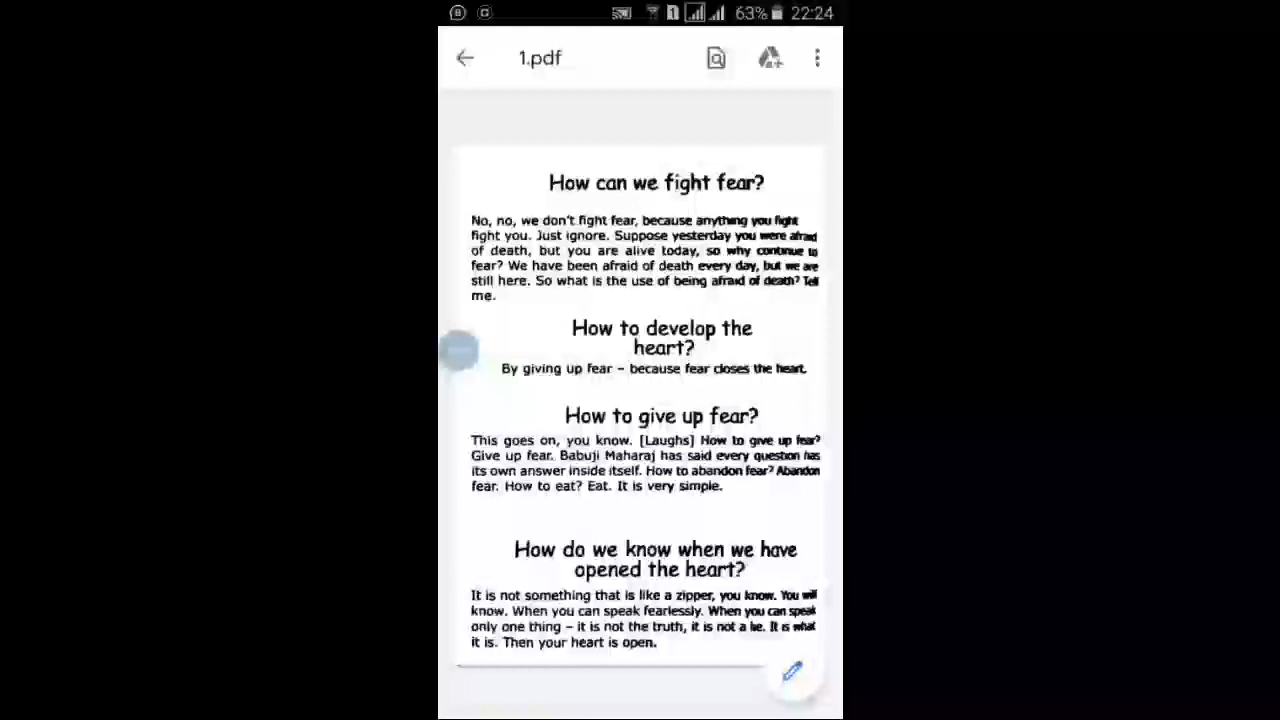 63% 22:24
1.pdf
How can we fight fear?
No, no, we don't fight fear, because anything you fight
fight you. Just ignore. Suppose yesterday you were afraid
of death, but you are alive today, so why continue to
fear? We have been afraid of death every day, but we are
still here. So what is the use of being afraid of death? Tell
me.
How to develop the
heart?
By giving up fear – because fear closes the heart.
How to give up fear?
This goes on, you know. [Laughs] How to give up fear?
Give up fear. Babuji Maharaj has said every question has
its own answer inside itself. How to abandon fear? Abandon
fear. How to eat? Eat. It is very simple.
How do we know when we have
opened the heart?
It is not something that is like a zipper, you know. You will
know. When you can speak fearlessly. When you can speak
only one thing – it is not the truth, it is not a lie. It is what
it is. Then your heart is open.